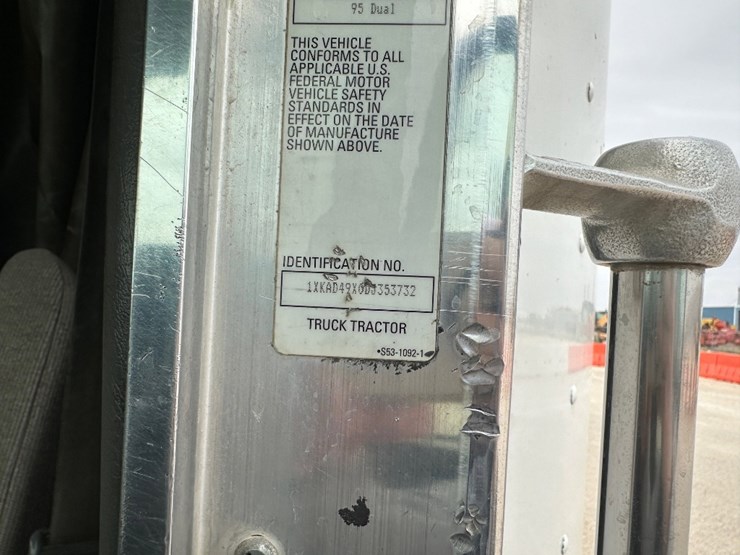 95 Dual
THIS VEHICLE
CONFORMS TO ALL
APPLICABLE U.S.
FEDERAL MOTOR
VEHICLE SAFETY
STANDARDS IN
EFFECT ON THE DATE
OF MANUFACTURE
SHOWN ABOVE.
IDENTIFICATION NO.
1XKAD49X0DJ353732
TRUCK TRACTOR
•S53-1092-1